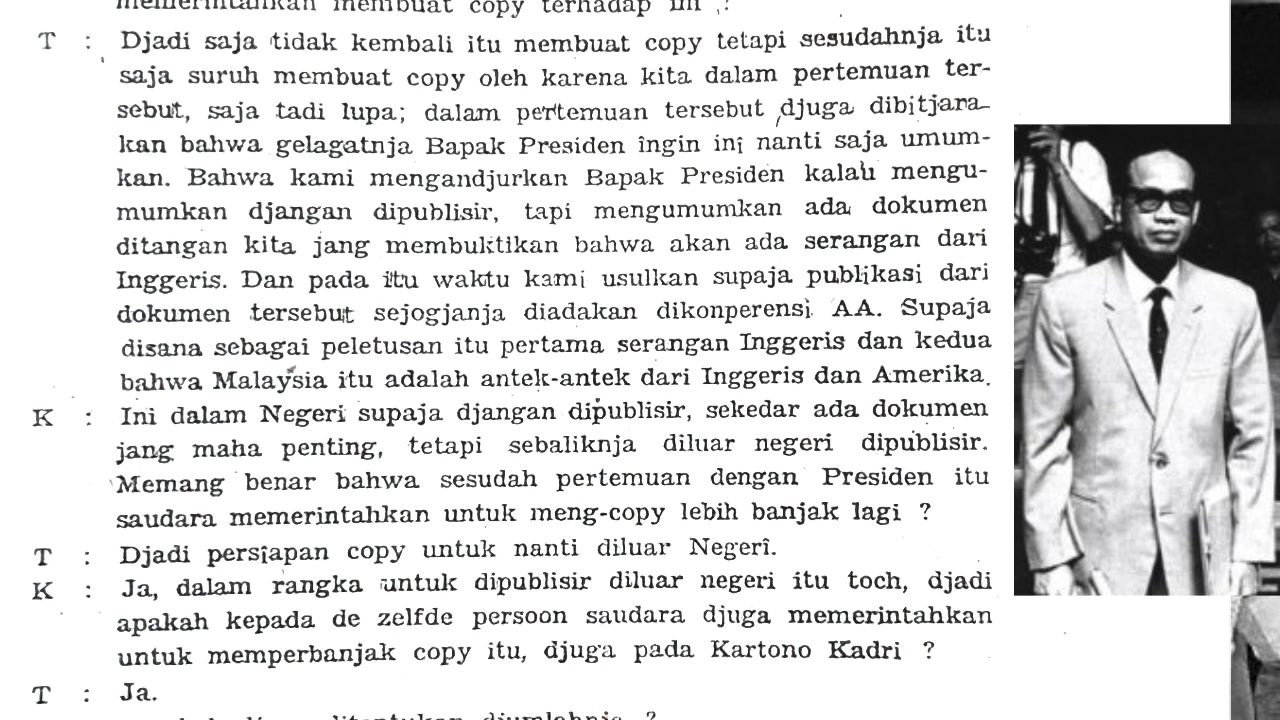 memerintahkan membuat copy terhadap ini ?
T : Djadi saja tidak kembali itu membuat copy tetapi sesudahnja itu
saja suruh membuat copy oleh karena kita dalam pertemuan ter-
sebut, saja tadi lupa; dalam pertemuan tersebut djuga dibitjara-
kan bahwa gelagatnja Bapak Presiden ingin ini nanti saja umum-
kan. Bahwa kami mengandjurkan Bapak Presiden kalau mengu-
mumkan djangan dipublisir, tapi mengumumkan ada dokumen
ditangan kita jang membuktikan bahwa akan ada serangan dari
Inggeris. Dan pada itu waktu kami usulkan supaja publikasi dari
dokumen tersebut sejogjanja diadakan dikonperensi AA. Supaja
disana sebagai peletusan itu pertama serangan Inggeris dan kedua
bahwa Malaysia itu adalah antek-antek dari Inggeris dan Amerika.
K : Ini dalam Negeri supaja djangan dipublisir, sekedar ada dokumen
jang maha penting, tetapi sebaliknja diluar negeri dipublisir.
Memang benar bahwa sesudah pertemuan dengan Presiden itu
saudara memerintahkan untuk meng-copy lebih banjak lagi ?
T : Djadi persiapan copy untuk nanti diluar Negeri.
K : Ja, dalam rangka untuk dipublisir diluar negeri itu toch, djadi
apakah kepada de zelfde persoon saudara djuga memerintahkan
untuk memperbanjak copy itu, djuga pada Kartono Kadri ?
T : Ja.
ditentukan djumlahnja ?